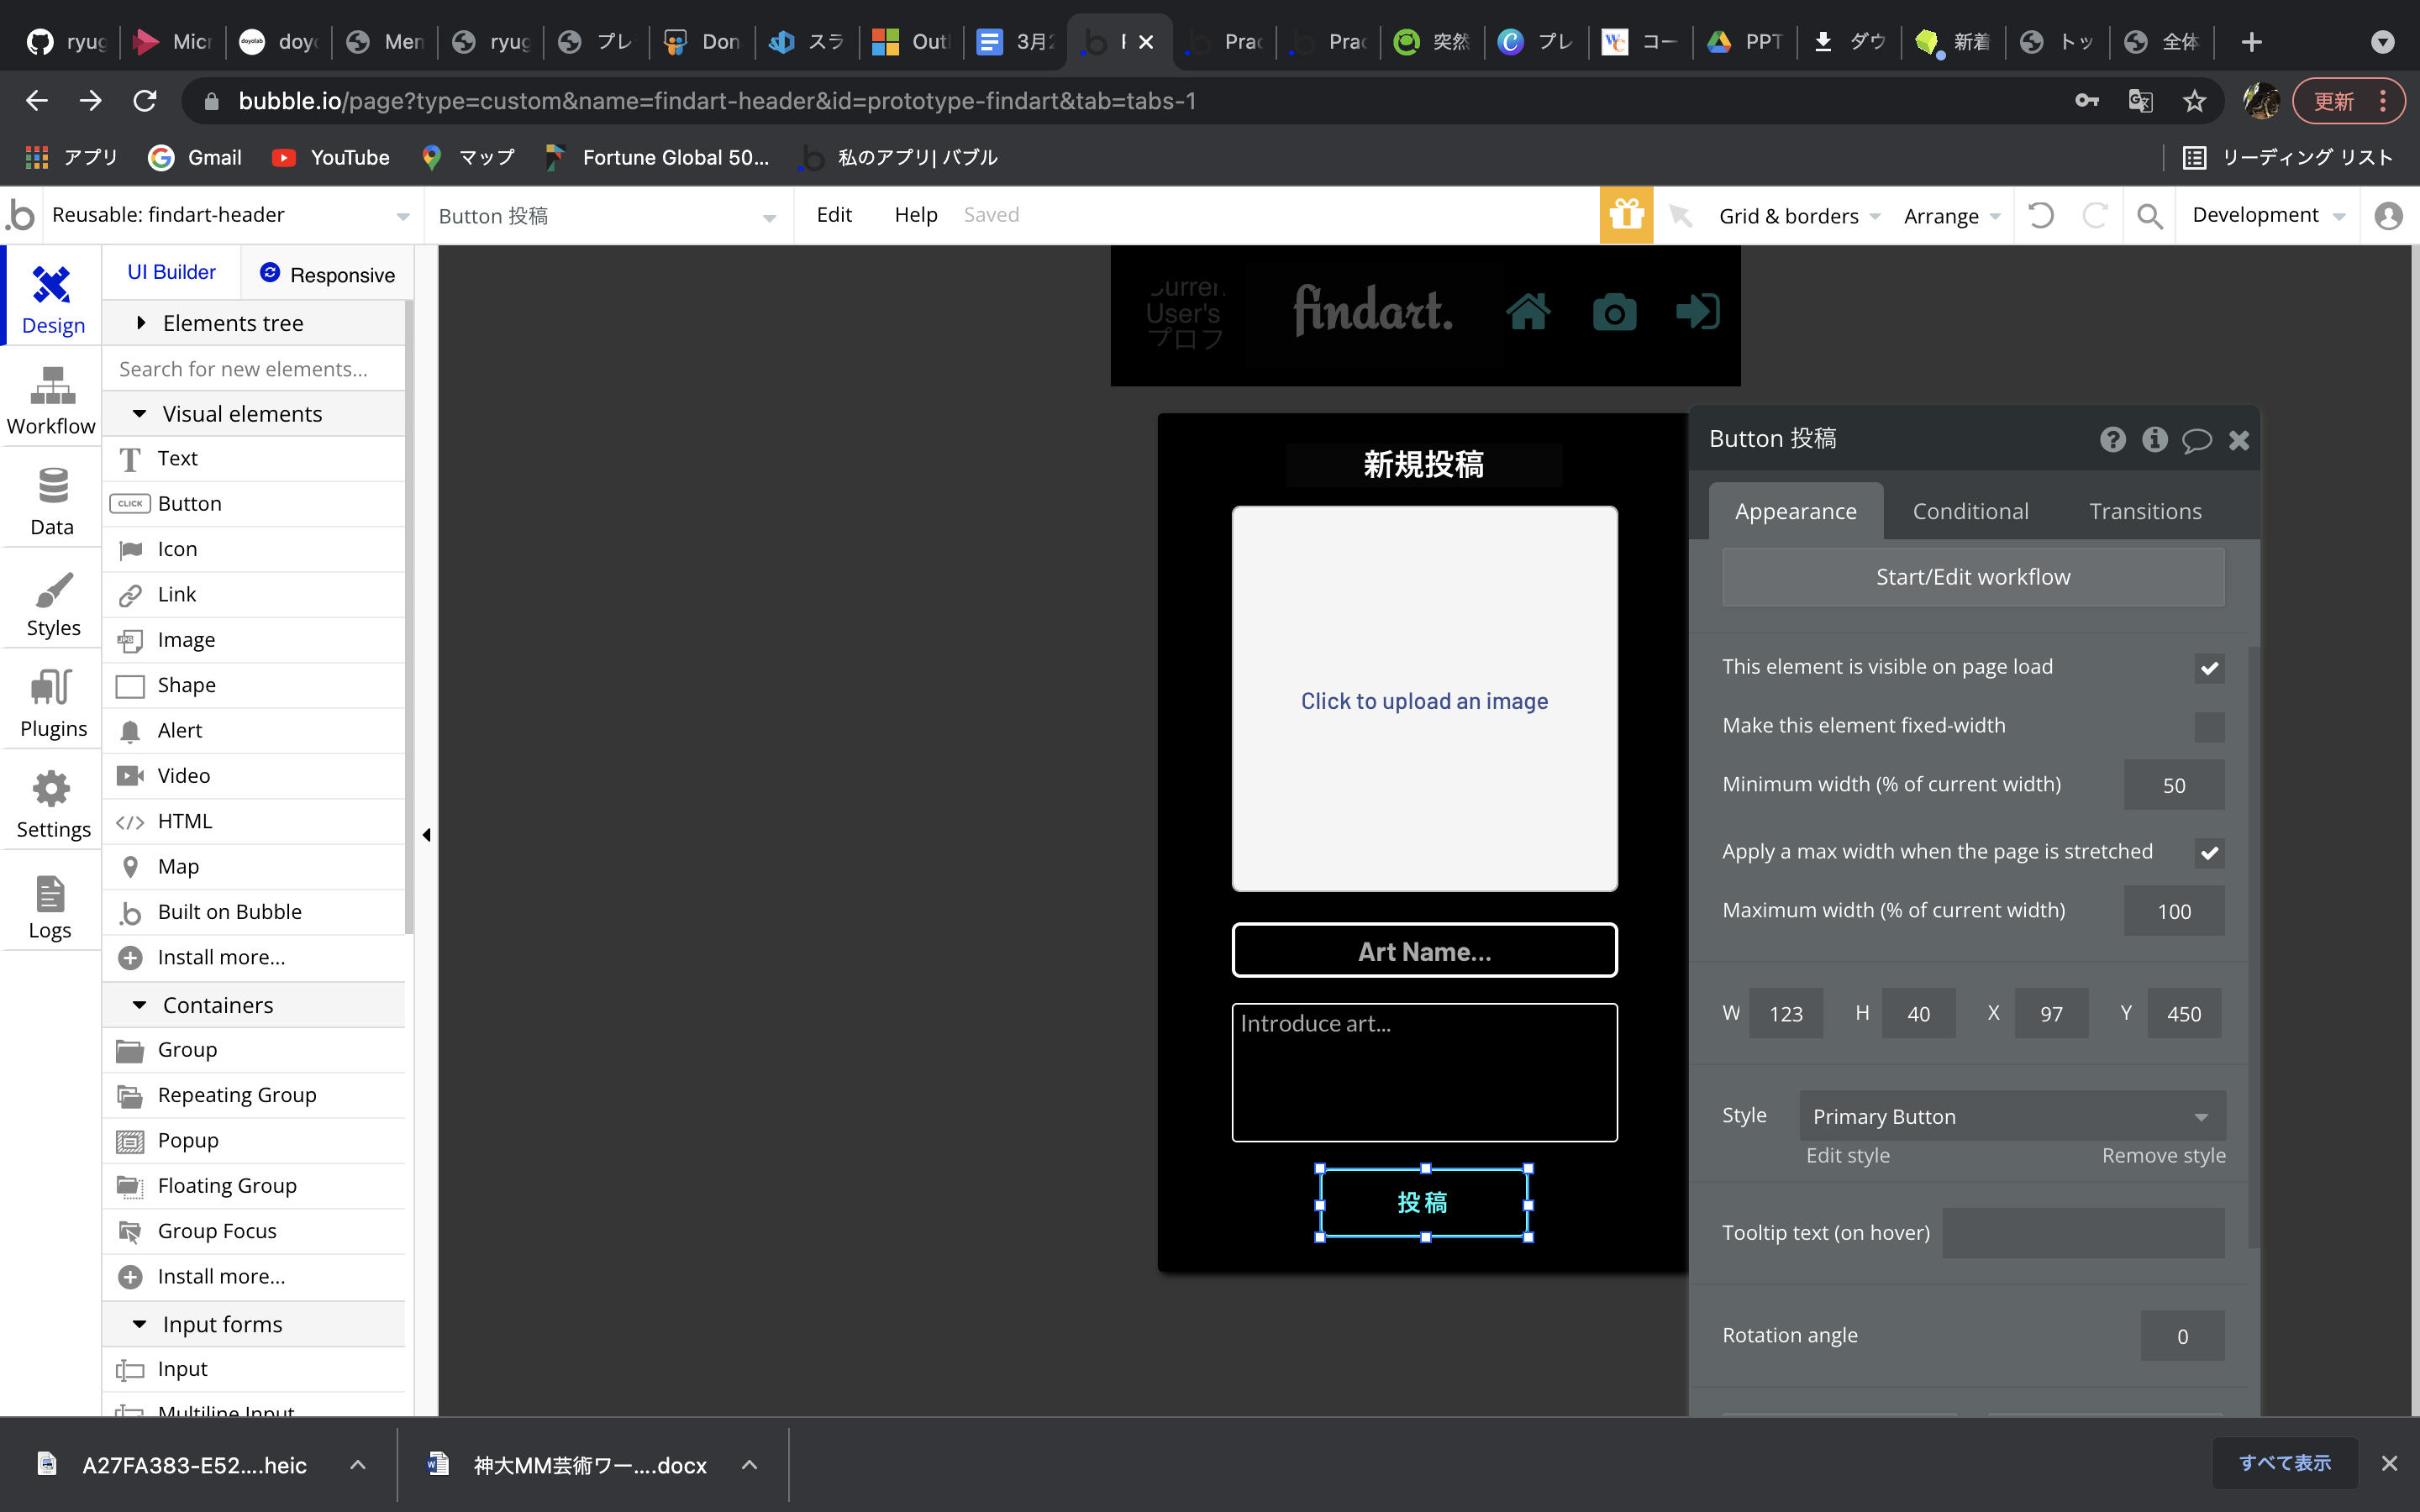 ryug
Micr
doyo
Mem
ryug
プレ
Don
スラ
Outl
3月2
Prac
Prac
突然
プレ
コー
PPT
ダウ
新着
トッ
全体
bubble.io/page?type=custom&name=findart-header&id=prototype-findart&tab=tabs-1
更新
アプリ
Gmail
YouTube
マップ
Fortune Global 50...
私のアプリ| バブル
リーディング リスト
Reusable: findart-header
Button 投稿
Edit
Help
Saved
Grid & borders
Arrange
Development
Design
Workflow
Data
Styles
Plugins
Settings
Logs
UI Builder
Responsive
Elements tree
Search for new elements...
Visual elements
Text
CLICK Button
Icon
Link
Image
Shape
Alert
Video
HTML
Map
Built on Bubble
Install more...
Containers
Group
Repeating Group
Popup
Floating Group
Group Focus
Install more...
Input forms
Input
Multiline Input
Curren
User's
プロフ
findart.
新規投稿
Click to upload an image
Art Name...
Introduce art...
投稿
Button 投稿
Appearance
Conditional
Transitions
Start/Edit workflow
This element is visible on page load
Make this element fixed-width
Minimum width (% of current width) 50
Apply a max width when the page is stretched
Maximum width (% of current width) 100
W 123 H 40 X 97 Y 450
Style Primary Button
Edit style
Remove style
Tooltip text (on hover)
Rotation angle 0
A27FA383-E52....heic
神大MM芸術ワー....docx
すべて表示